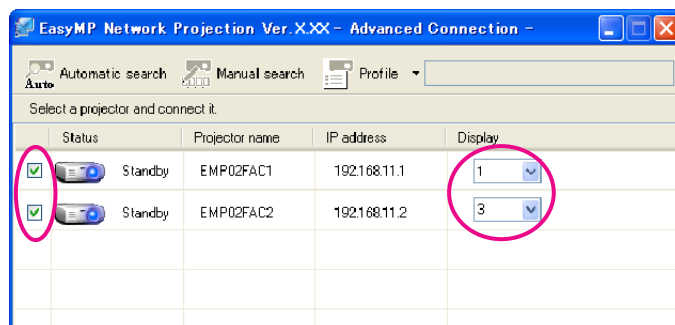 EasyMP Network Projection Ver.X.XX - Advanced Connection -
Auto Automatic search Manual search Profile
Select a projector and connect it.
Status Projector name IP address Display
Standby EMP02FAC1 192.168.11.1 1
Standby EMP02FAC2 192.168.11.2 3